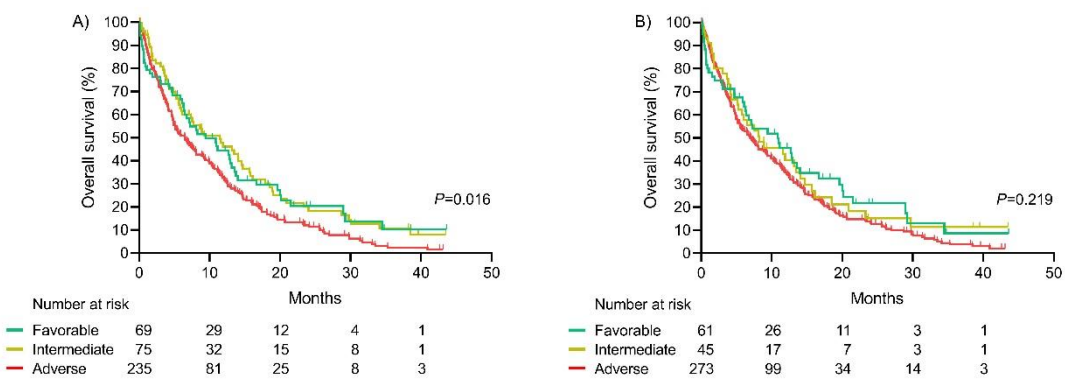 A)
Overall survival (%)
100
90
80
70
60
50
40
30
20
10
0
P=0.016
0 10 20 30 40 50
Months
Number at risk
Favorable 69 29 12 4 1
Intermediate 75 32 15 8 1
Adverse 235 81 25 8 3
B)
Overall survival (%)
100
90
80
70
60
50
40
30
20
10
0
P=0.219
0 10 20 30 40 50
Months
Number at risk
Favorable 61 26 11 3 1
Intermediate 45 17 7 3 1
Adverse 273 99 34 14 3